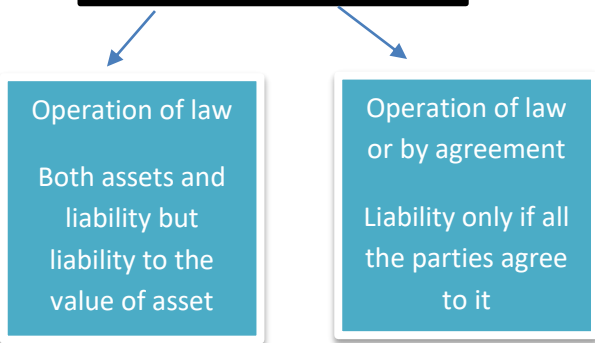 Operation of law
Both assets and
liability but
liability to the
value of asset
Operation of law
or by agreement
Liability only if all
the parties agree
to it